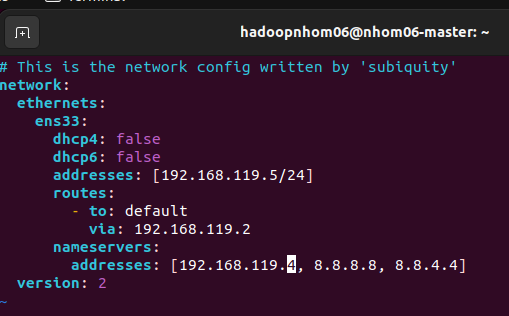 hadoopnhom06@nhom06-master: ~
# This is the network config written by 'subiquity'
network:
  ethernets:
    ens33:
      dhcp4: false
      dhcp6: false
      addresses: [192.168.119.5/24]
      routes:
        - to: default
          via: 192.168.119.2
      nameservers:
        addresses: [192.168.119.4, 8.8.8.8, 8.8.4.4]
  version: 2
~